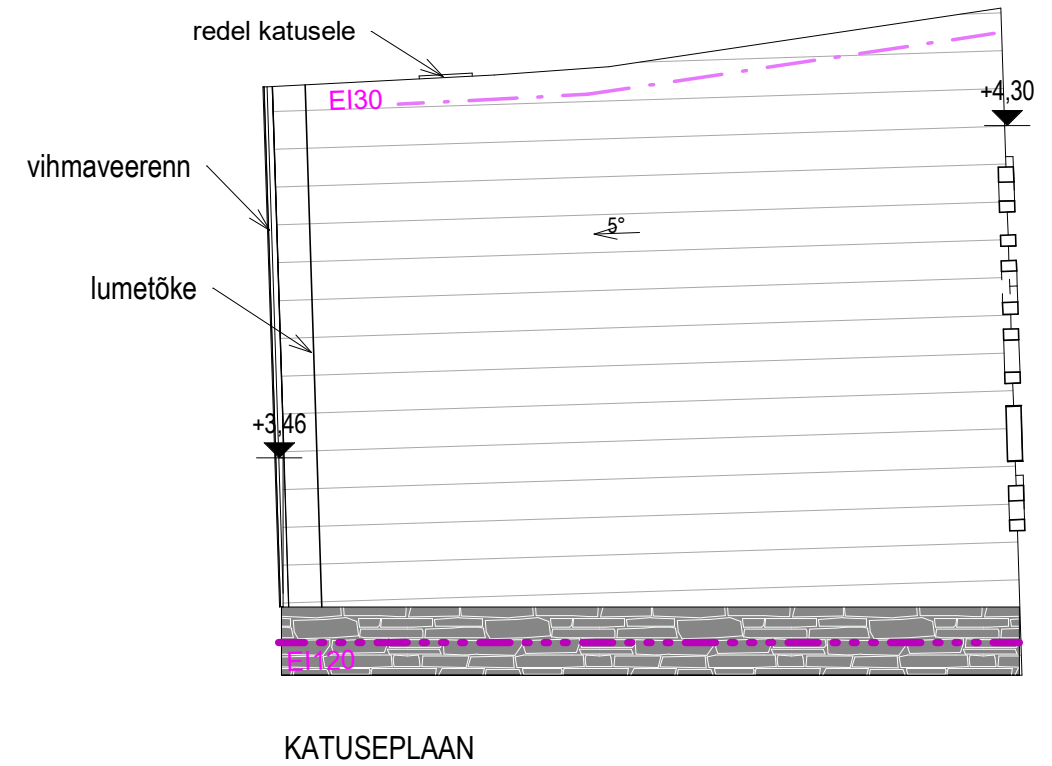 redel katusele
EI30
+4,30
vihmaveerenn
5°
lumetõke
+3,46
EI120
KATUSEPLAAN